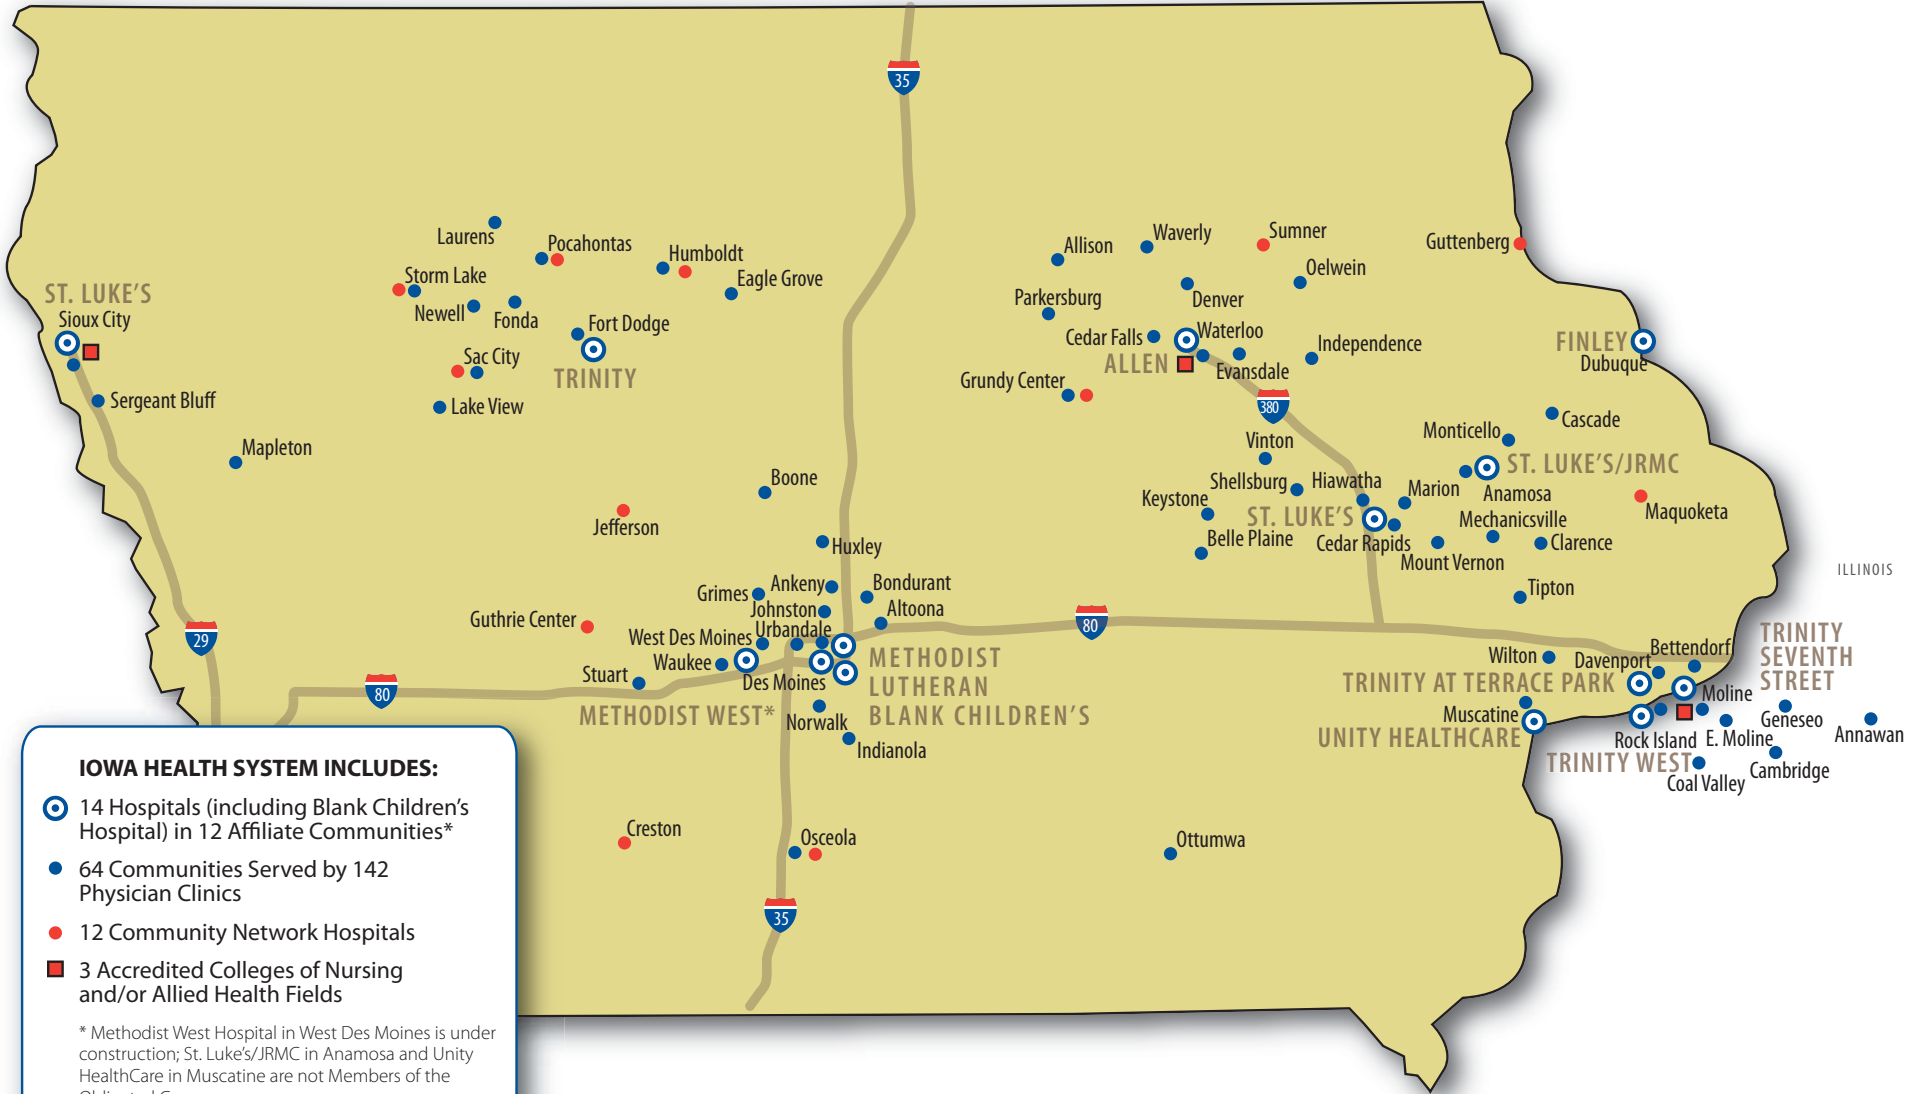 35
Laurens
Pocahontas
Humboldt
Eagle Grove
Storm Lake
Newell
Fonda
Fort Dodge
TRINITY
Sac City
Lake View
ST. LUKE'S
Sioux City
Sergeant Bluff
Mapleton
Allison
Waverly
Sumner
Guttenberg
Oelwein
Denver
Parkersburg
Cedar Falls
Waterloo
ALLEN
Evansdale
Independence
FINLEY
Dubuque
Grundy Center
380
Cascade
Monticello
Vinton
ST. LUKE'S/JRMC
Shellsburg
Hiawatha
Marion
Anamosa
Keystone
ST. LUKE'S
Cedar Rapids
Mechanicsville
Maquoketa
Belle Plaine
Clarence
Mount Vernon
Tipton
ILLINOIS
Boone
Jefferson
Huxley
Grimes
Ankeny
Bondurant
Johnston
Altoona
Guthrie Center
Urbandale
West Des Moines
Waukee
Stuart
Des Moines
METHODIST
LUTHERAN
BLANK CHILDREN'S
METHODIST WEST*
Norwalk
Indianola
29
80
80
Wilton
Davenport
Bettendorf
TRINITY
SEVENTH
STREET
TRINITY AT TERRACE PARK
Moline
Muscatine
UNITY HEALTHCARE
Rock Island
E. Moline
Geneseo
Annawan
TRINITY WEST
Coal Valley
Cambridge
Creston
Osceola
Ottumwa
35
IOWA HEALTH SYSTEM INCLUDES:
14 Hospitals (including Blank Children's
Hospital) in 12 Affiliate Communities*
64 Communities Served by 142
Physician Clinics
12 Community Network Hospitals
3 Accredited Colleges of Nursing
and/or Allied Health Fields
* Methodist West Hospital in West Des Moines is under
construction; St. Luke's/JRMC in Anamosa and Unity
HealthCare in Muscatine are not Members of the